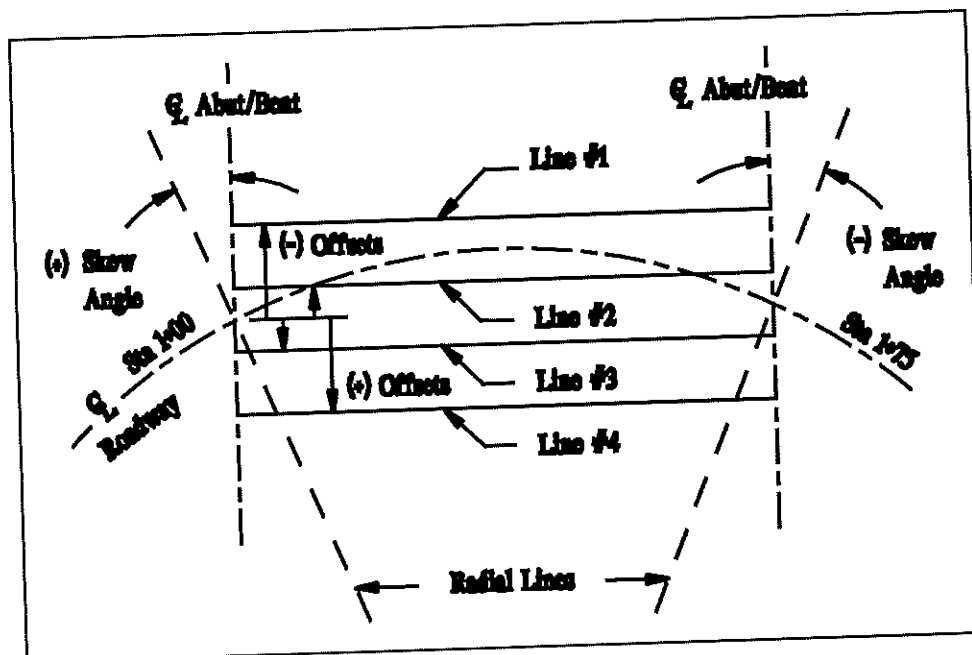 ℄ Abut/Bent
℄ Abut/Bent
Line #1
(-) Offsets
(+) Skew
Angle
(-) Skew
Angle
Sta 1+00
Line #2
Sta 1+75
℄
Roadway
Line #3
(+) Offsets
Line #4
Radial Lines